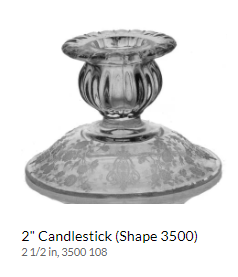 2" Candlestick (Shape 3500)
2 1/2 in, 3500 108